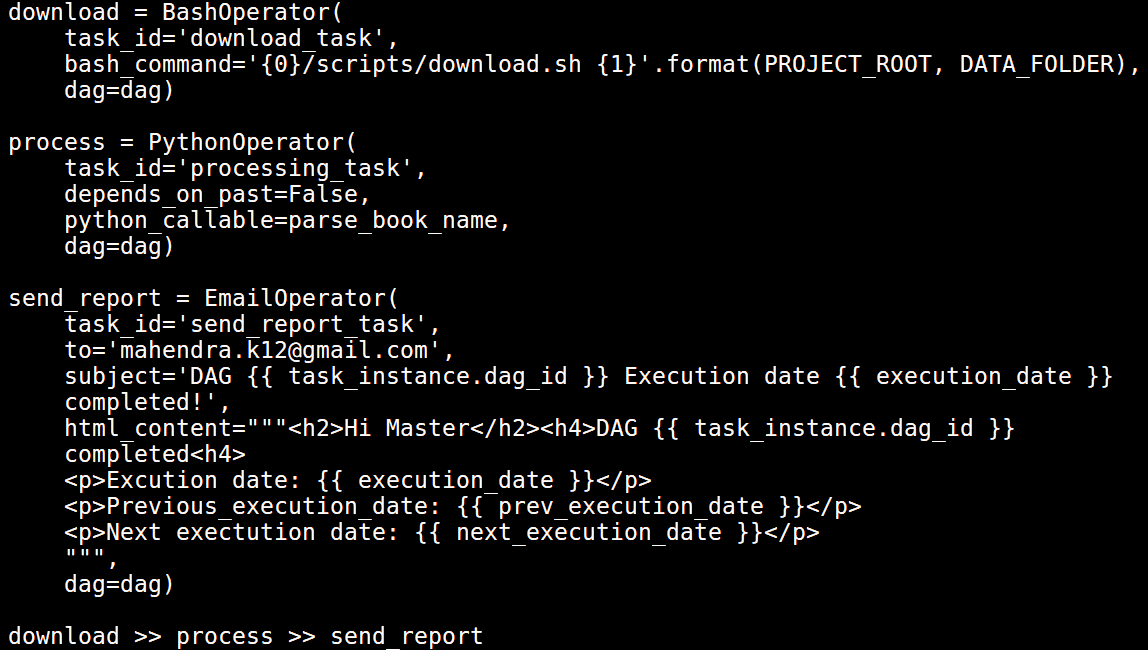 download = BashOperator(
    task_id='download_task',
    bash_command='{0}/scripts/download.sh {1}'.format(PROJECT_ROOT, DATA_FOLDER),
    dag=dag)

process = PythonOperator(
    task_id='processing_task',
    depends_on_past=False,
    python_callable=parse_book_name,
    dag=dag)

send_report = EmailOperator(
    task_id='send_report_task',
    to='mahendra.k12@gmail.com',
    subject='DAG {{ task_instance.dag_id }} Execution date {{ execution_date }}
    completed!',
    html_content="""<h2>Hi Master</h2><h4>DAG {{ task_instance.dag_id }}
    completed<h4>
    <p>Excution date: {{ execution_date }}</p>
    <p>Previous_execution_date: {{ prev_execution_date }}</p>
    <p>Next exectution date: {{ next_execution_date }}</p>
    """,
    dag=dag)

download >> process >> send_report